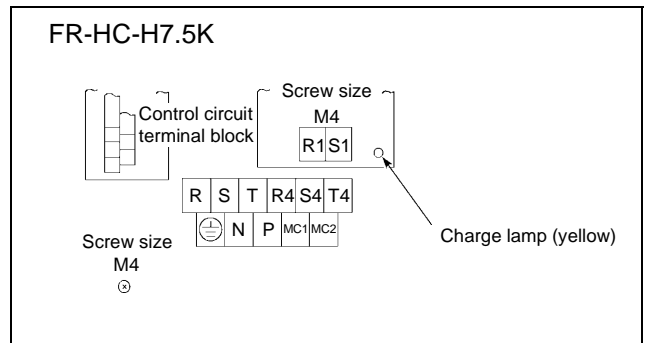 FR-HC-H7.5K
Control circuit
terminal block
Screw size
M4
R1 S1
R S T R4 S4 T4
N P MC1 MC2
Screw size
M4
Charge lamp (yellow)